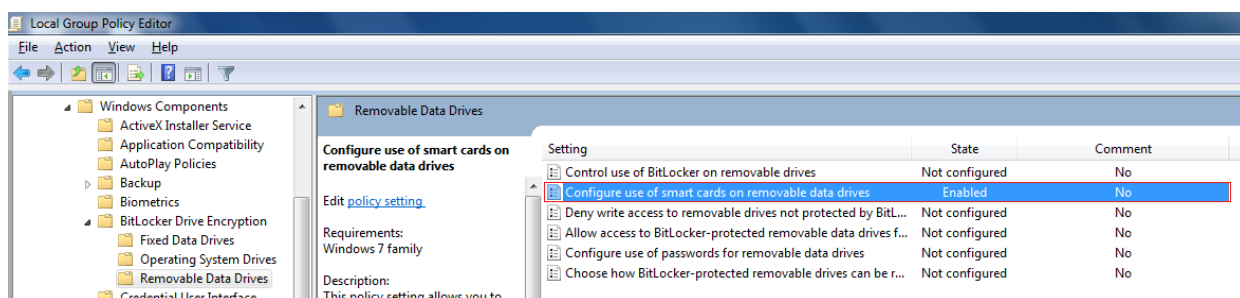 Local Group Policy Editor
File Action View Help
Windows Components
ActiveX Installer Service
Application Compatibility
AutoPlay Policies
Backup
Biometrics
BitLocker Drive Encryption
Fixed Data Drives
Operating System Drives
Removable Data Drives
Credential User Interface
Removable Data Drives
Configure use of smart cards on
removable data drives
Edit policy setting
Requirements:
Windows 7 family
Description:
This policy setting allows you to
Setting State Comment
Control use of BitLocker on removable drives Not configured No
Configure use of smart cards on removable data drives Enabled No
Deny write access to removable drives not protected by BitL... Not configured No
Allow access to BitLocker-protected removable data drives f... Not configured No
Configure use of passwords for removable data drives Not configured No
Choose how BitLocker-protected removable drives can be r... Not configured No